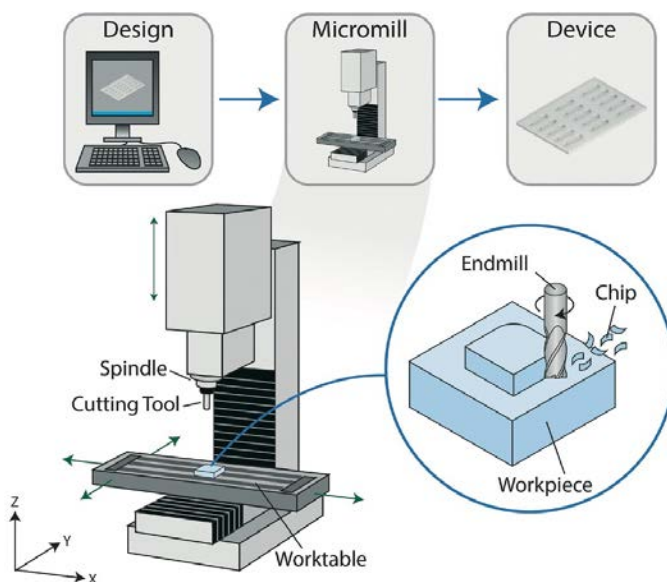 Design
Micromill
Device
Endmill
Chip
Spindle
Cutting Tool
Workpiece
Worktable
Z
Y
X